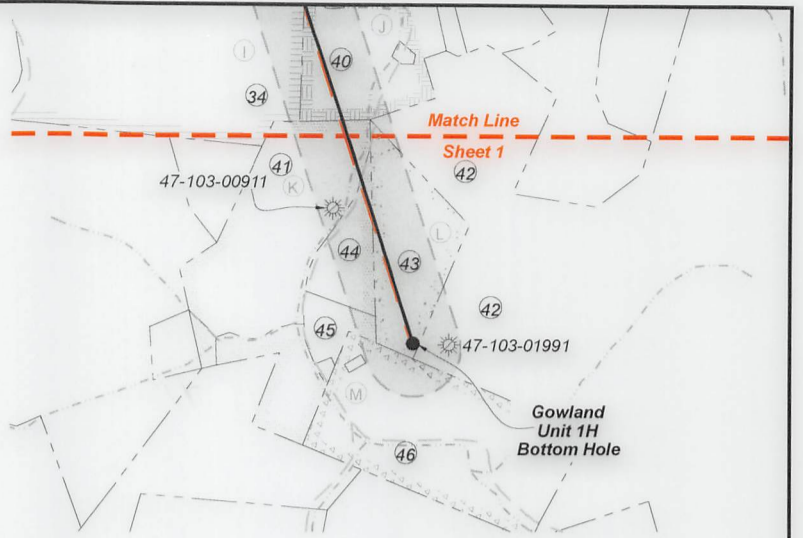 I
J
40
34
Match Line
Sheet 1
41
42
47-103-00911
K
L
44
43
42
45
47-103-01991
M
Gowland
Unit 1H
Bottom Hole
46